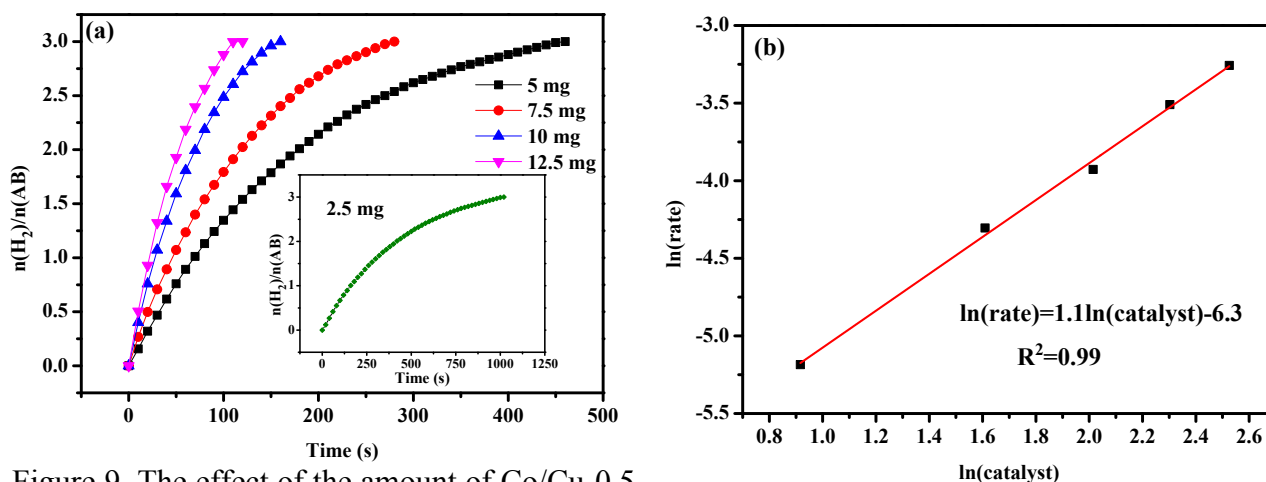 (a)
n(H2)/n(AB)
3.0
2.5
2.0
1.5
1.0
0.5
0.0
5 mg
7.5 mg
10 mg
12.5 mg
2.5 mg
n(H2)/n(AB)
3
2
1
0
0 250 500 750 1000 1250
Time (s)
0 100 200 300 400 500
Time (s)
(b)
ln(rate)
-3.0
-3.5
-4.0
-4.5
-5.0
-5.5
ln(rate)=1.1ln(catalyst)-6.3
R²=0.99
0.8 1.0 1.2 1.4 1.6 1.8 2.0 2.2 2.4 2.6
ln(catalyst)
Figure 9. The effect of the amount of Co/Cu-0.5